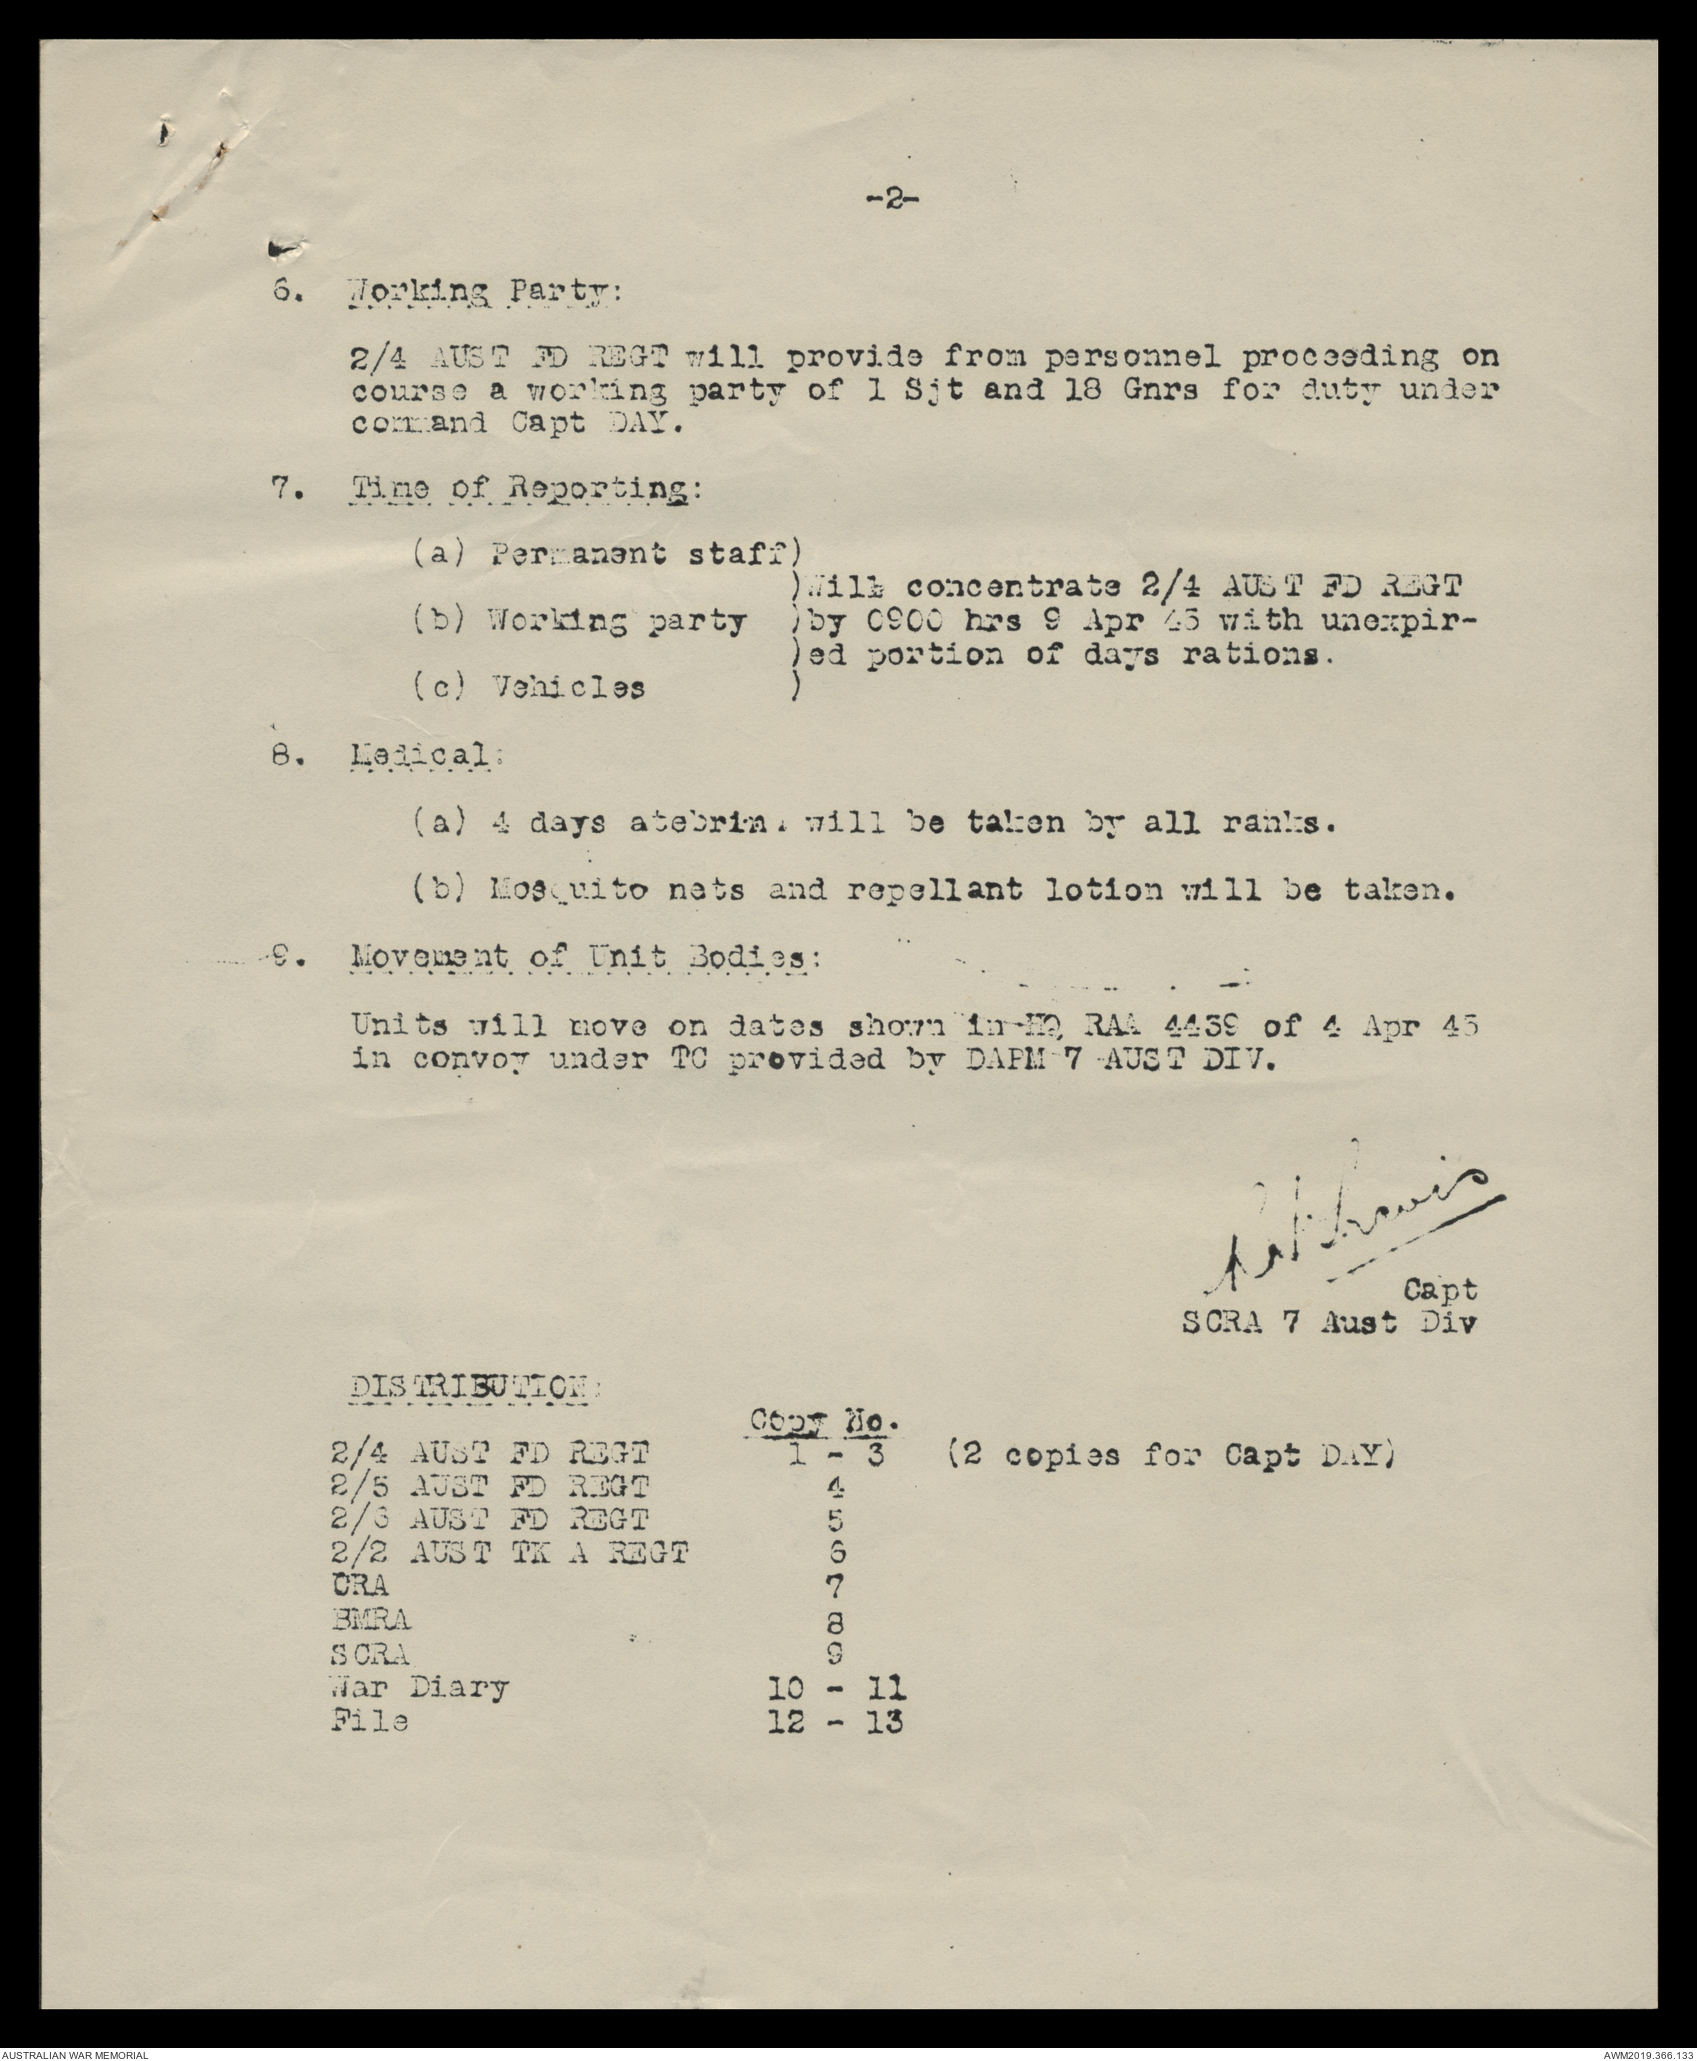 -2-
6. Working Party:
2/4 AUST FD REGT will provide from personnel proceeding on
course a working party of 1 Sjt and 18 Gnrs for duty under
command Capt DAY.
7. Time of Reporting:
(a) Permanent staff)
)Will concentrate 2/4 AUST FD REGT
(b) Working party )by 0900 hrs 9 Apr 45 with unexpir-
)ed portion of days rations.
(c) Vehicles )
8. Medical:
(a) 4 days atebrin. will be taken by all ranks.
(b) Mosquito nets and repellant lotion will be taken.
9. Movement of Unit Bodies:
Units will move on dates shown in HQ RAA 4439 of 4 Apr 45
in convoy under TC provided by DAPM 7 AUST DIV.
Capt
SCRA 7 Aust Div
DISTRIBUTION:
Copy No.
2/4 AUST FD REGT 1 - 3 (2 copies for Capt DAY)
2/5 AUST FD REGT 4
2/6 AUST FD REGT 5
2/2 AUST TK A REGT 6
CRA 7
BMRA 8
SCRA 9
War Diary 10 - 11
File 12 - 13
AUSTRALIAN WAR MEMORIAL AWM2019.366.133